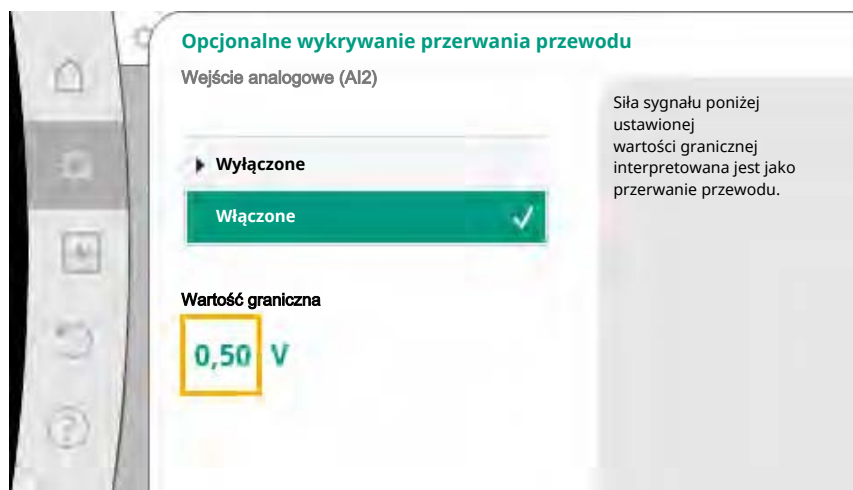 Opcjonalne wykrywanie przerwania przewodu
Wejście analogowe (AI2)
Wyłączone
Włączone
Wartość graniczna
0,50 V
Siła sygnału poniżej
ustawionej
wartości granicznej
interpretowana jest jako
przerwanie przewodu.